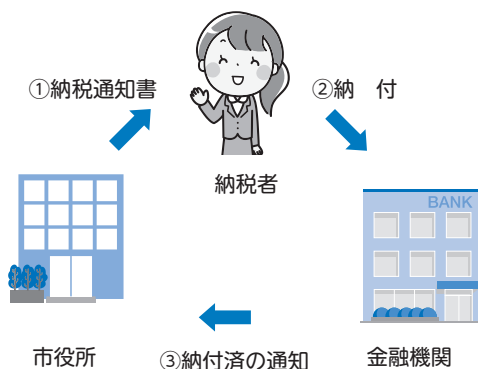 ①納税通知書
②納　付
納税者
BANK
市役所
③納付済の通知
金融機関